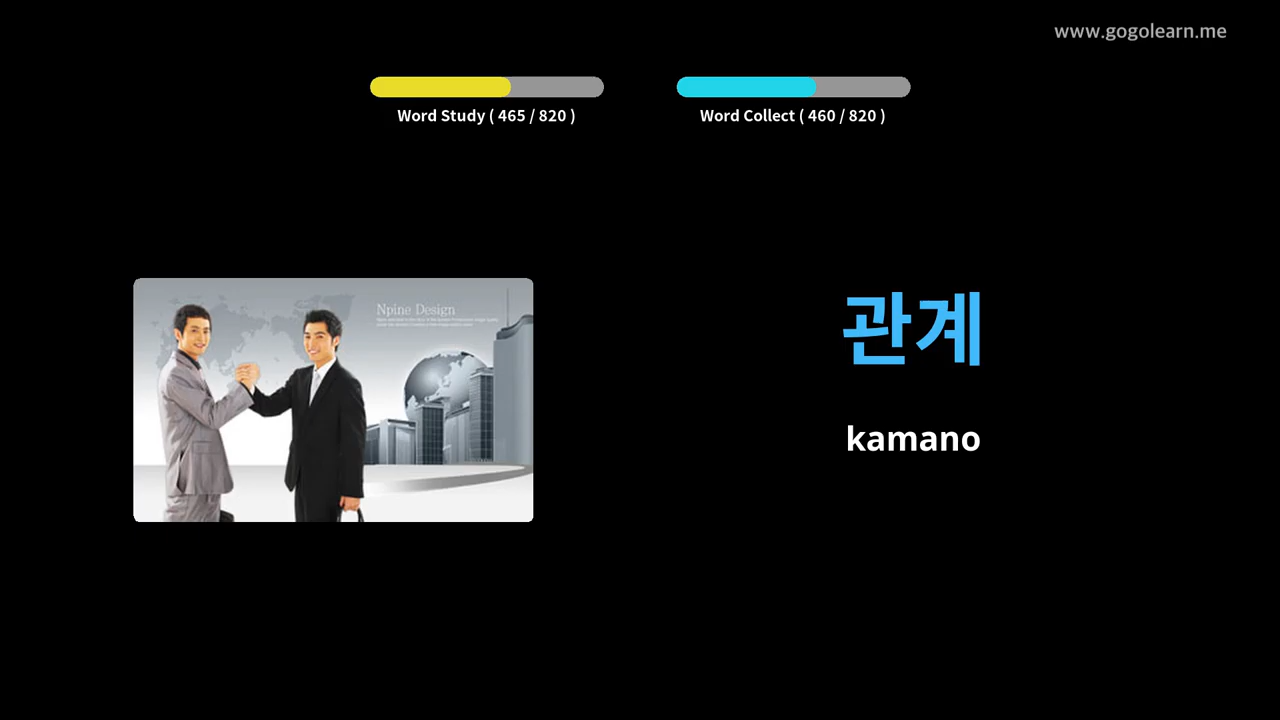 www.gogolearn.me
Word Study ( 465 / 820 )
Word Collect ( 460 / 820 )
Npine Design
관계
kamano